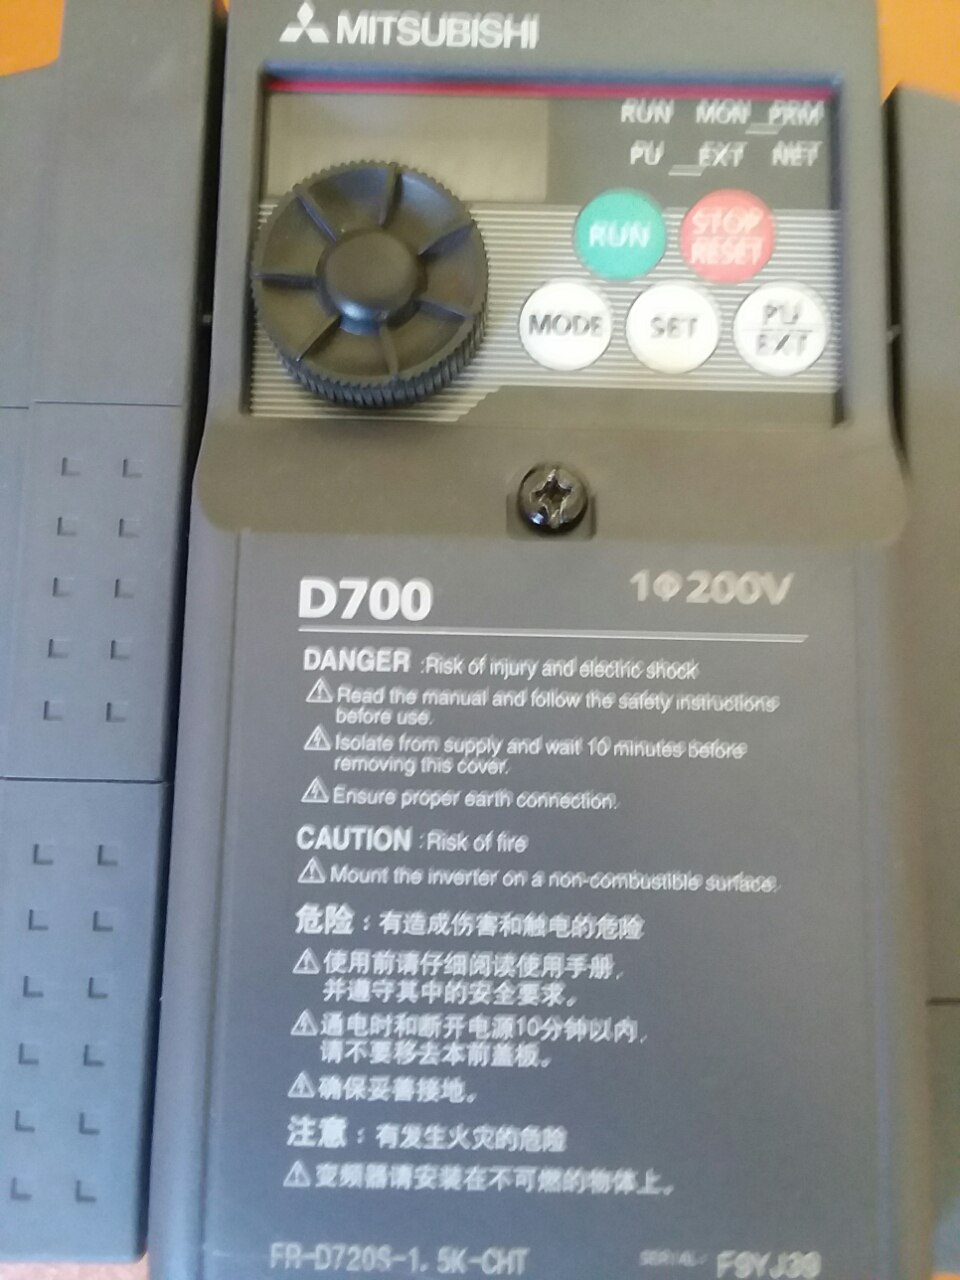 MITSUBISHI
RUN MON PRM
PU EXT NET
RUN STOP RESET
MODE SET PU EXT
D700 1Φ200V
DANGER :Risk of injury and electric shock
Read the manual and follow the safety instructions
before use.
Isolate from supply and wait 10 minutes before
removing this cover.
Ensure proper earth connection.
CAUTION :Risk of fire
Mount the inverter on a non-combustible surface.
危险：有造成伤害和触电的危险
使用前请仔细阅读使用手册，
并遵守其中的安全要求。
通电时和断开电源10分钟以内，
请不要移去本前盖板。
确保妥善接地。
注意：有发生火灾的危险
变频器请安装在不可燃的物体上。
FR-D720S-1.5K-CHT SERIAL: